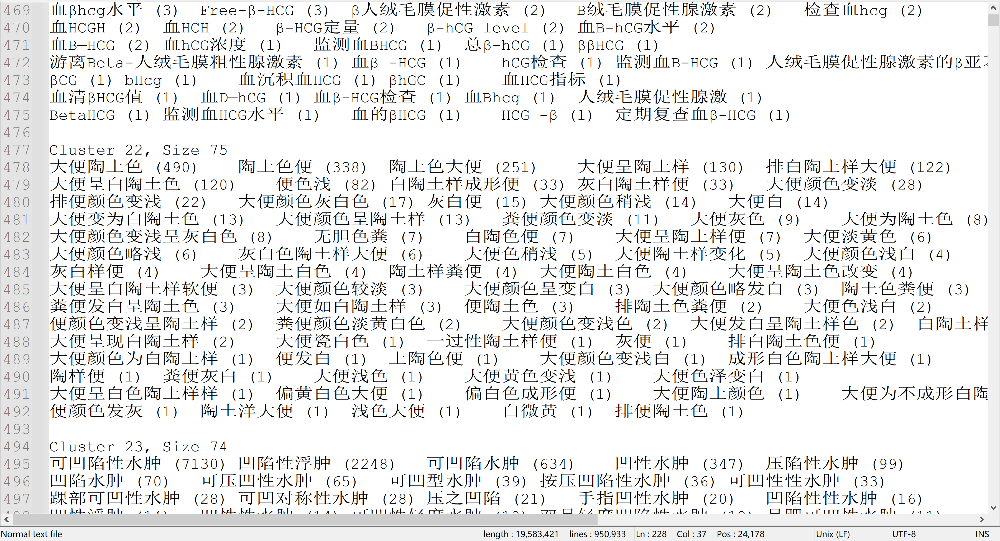 469 血βhcg水平 (3) Free-β-HCG (3) β人绒毛膜促性激素 (2) B绒毛膜促性腺激素 (2) 检查血hcg (2)
470 血HCGH (2) 血HCH (2) β-HCG定量 (2) β-hCG level (2) 血B-hCG水平 (2)
471 血B—HCG (2) 血hCG浓度 (1) 监测血BHCG (1) 总β-hCG (1) ββHCG (1)
472 游离Beta-人绒毛膜粗性腺激素 (1) 血β -HCG (1) hCG检查 (1) 监测血B-HCG (1) 人绒毛膜促性腺激素的β亚
473 βCG (1) bHcg (1) 血沉积血HCG (1) βhGC (1) 血HCG指标 (1)
474 血清βHCG值 (1) 血D—hCG (1) 血β-HCG检查 (1) 血Bhcg (1) 人绒毛膜促性腺激 (1)
475 BetaHCG (1) 监测血HCG水平 (1) 血的βHCG (1) HCG -β (1) 定期复查血β-HCG (1)
476
477 Cluster 22, Size 75
478 大便陶土色 (490) 陶土色便 (338) 陶土色大便 (251) 大便呈陶土样 (130) 排白陶土样大便 (122)
479 大便呈白陶土色 (120) 便色浅 (82) 白陶土样成形便 (33) 灰白陶土样便 (33) 大便颜色变淡 (28)
480 排便颜色变浅 (22) 大便颜色灰白色 (17) 灰白便 (15) 大便颜色稍浅 (14) 大便白 (14)
481 大便变为白陶土色 (13) 大便颜色呈陶土样 (13) 粪便颜色变淡 (11) 大便灰色 (9) 大便为陶土色 (8)
482 大便颜色变浅呈灰白色 (8) 无胆色粪 (7) 白陶色便 (7) 大便呈陶土样便 (7) 大便淡黄色 (6)
483 大便颜色略浅 (6) 灰白色陶土样大便 (6) 大便色稍浅 (5) 大便陶土样变化 (5) 大便颜色浅白 (4)
484 灰白样便 (4) 大便呈陶土白色 (4) 陶土样粪便 (4) 大便陶土白色 (4) 大便呈陶土色改变 (4)
485 大便呈白陶土样软便 (3) 大便颜色较淡 (3) 大便颜色呈变白 (3) 大便颜色略发白 (3) 陶土色粪便 (3)
486 粪便发白呈陶土色 (3) 大便如白陶土样 (3) 便陶土色 (3) 排陶土色粪便 (2) 大便色浅白 (2)
487 便颜色变浅呈陶土样 (2) 粪便颜色淡黄白色 (2) 大便颜色变浅色 (2) 大便发白呈陶土样色 (2) 白陶土样
488 大便呈现白陶土样 (2) 大便瓷白色 (1) 一过性陶土样便 (1) 灰便 (1) 排白陶土色便 (1)
489 大便颜色为白陶土样 (1) 便发白 (1) 土陶色便 (1) 大便颜色变浅白 (1) 成形白色陶土样大便 (1)
490 陶样便 (1) 粪便灰白 (1) 大便浅色 (1) 大便黄色变浅 (1) 大便色泽变白 (1)
491 大便呈白色陶土样样 (1) 偏黄白色大便 (1) 偏白色成形便 (1) 大便陶土颜色 (1) 大便为不成形白陶
492 便颜色发灰 (1) 陶土洋大便 (1) 浅色大便 (1) 白微黄 (1) 排便陶土色 (1)
493
494 Cluster 23, Size 74
495 可凹陷性水肿 (7130) 凹陷性浮肿 (2248) 可凹陷水肿 (634) 凹性水肿 (347) 压陷性水肿 (99)
496 凹陷水肿 (70) 可压凹性水肿 (65) 可凹型水肿 (39) 按压凹陷性水肿 (36) 可凹性性水肿 (33)
497 踝部可凹性水肿 (28) 可凹对称性水肿 (28) 压之凹陷 (21) 手指凹性水肿 (20) 凹陷性性水肿 (16)
Normal text file length : 19,583,421 lines : 950,933 Ln : 228 Col : 37 Pos : 24,178 Unix (LF) UTF-8 INS